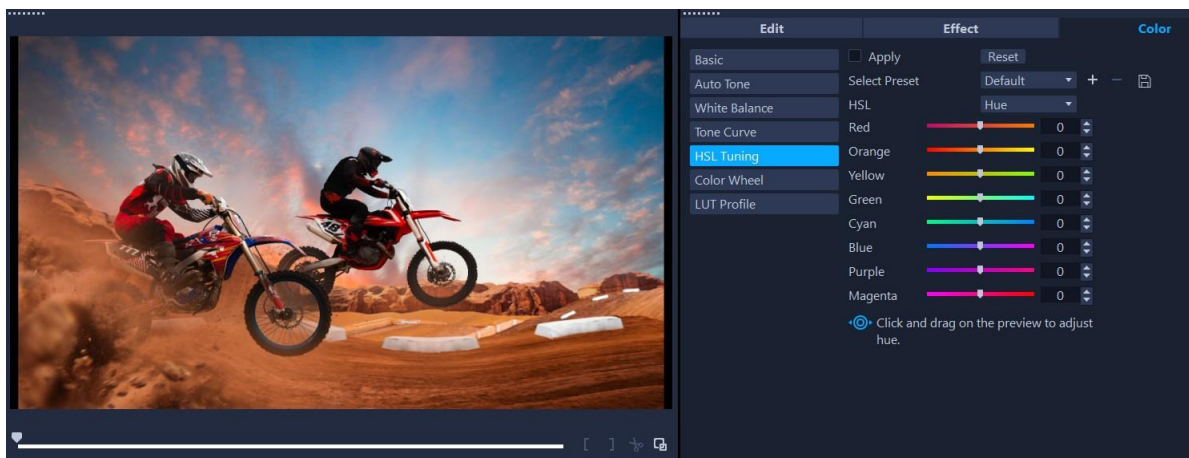 Edit
Effect
Color
Basic
Auto Tone
White Balance
Tone Curve
HSL Tuning
Color Wheel
LUT Profile
Apply
Reset
Select Preset
Default
HSL
Hue
Red
0
Orange
0
Yellow
0
Green
0
Cyan
0
Blue
0
Purple
0
Magenta
0
Click and drag on the preview to adjust
hue.